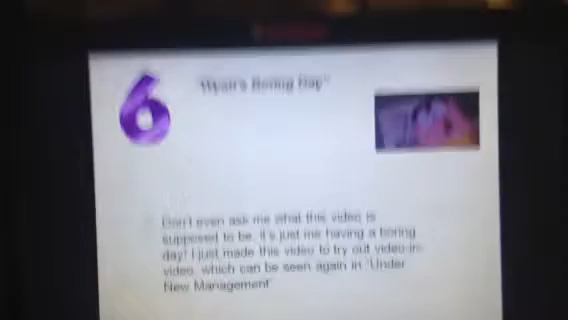 6
"Ryan's Boring Day"
Don't even ask me what this video is
supposed to be, it's just me having a boring
day! I just made this video to try out video-in-
video, which can be seen again in "Under
New Management"